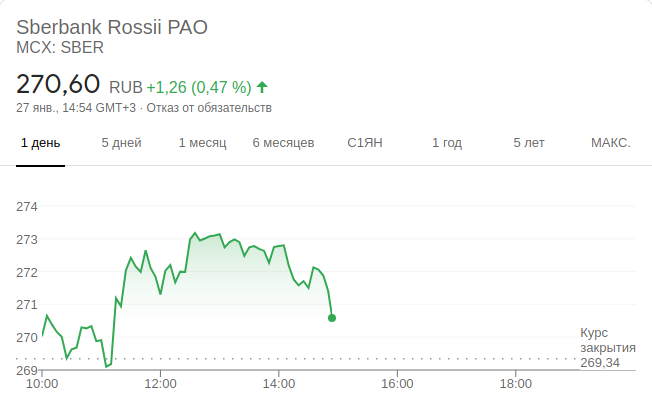 Sberbank Rossii PAO
MCX: SBER
270,60 RUB +1,26 (0,47 %)
27 янв., 14:54 GMT+3 · Отказ от обязательств
1 день 5 дней 1 месяц 6 месяцев С1ЯН 1 год 5 лет МАКС.
274
273
272
271
270
269
Курс
закрытия
269,34
10:00 12:00 14:00 16:00 18:00